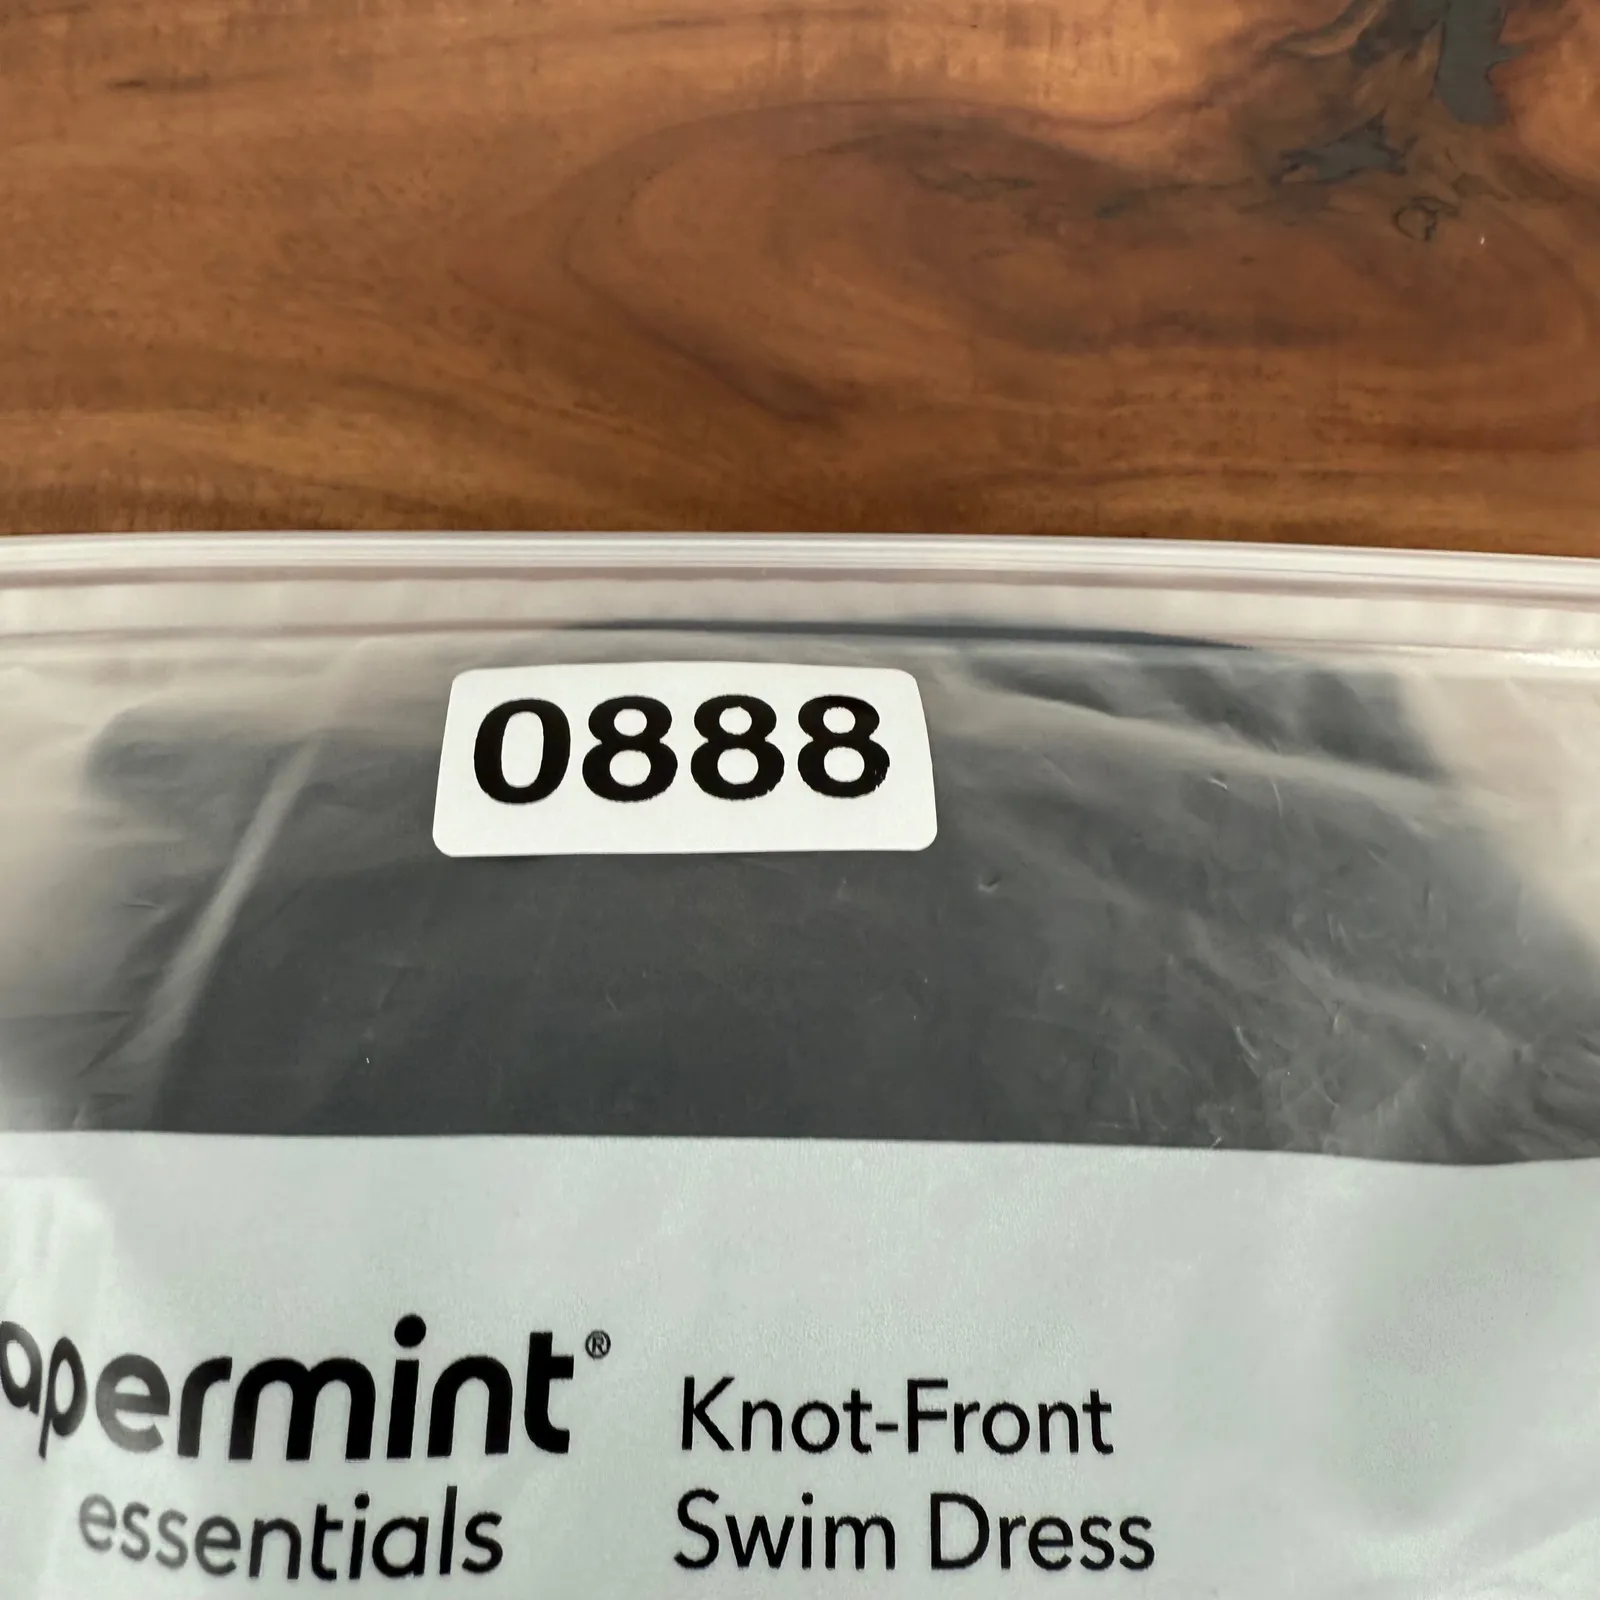 0888
apermint®
essentials
Knot-Front
Swim Dress